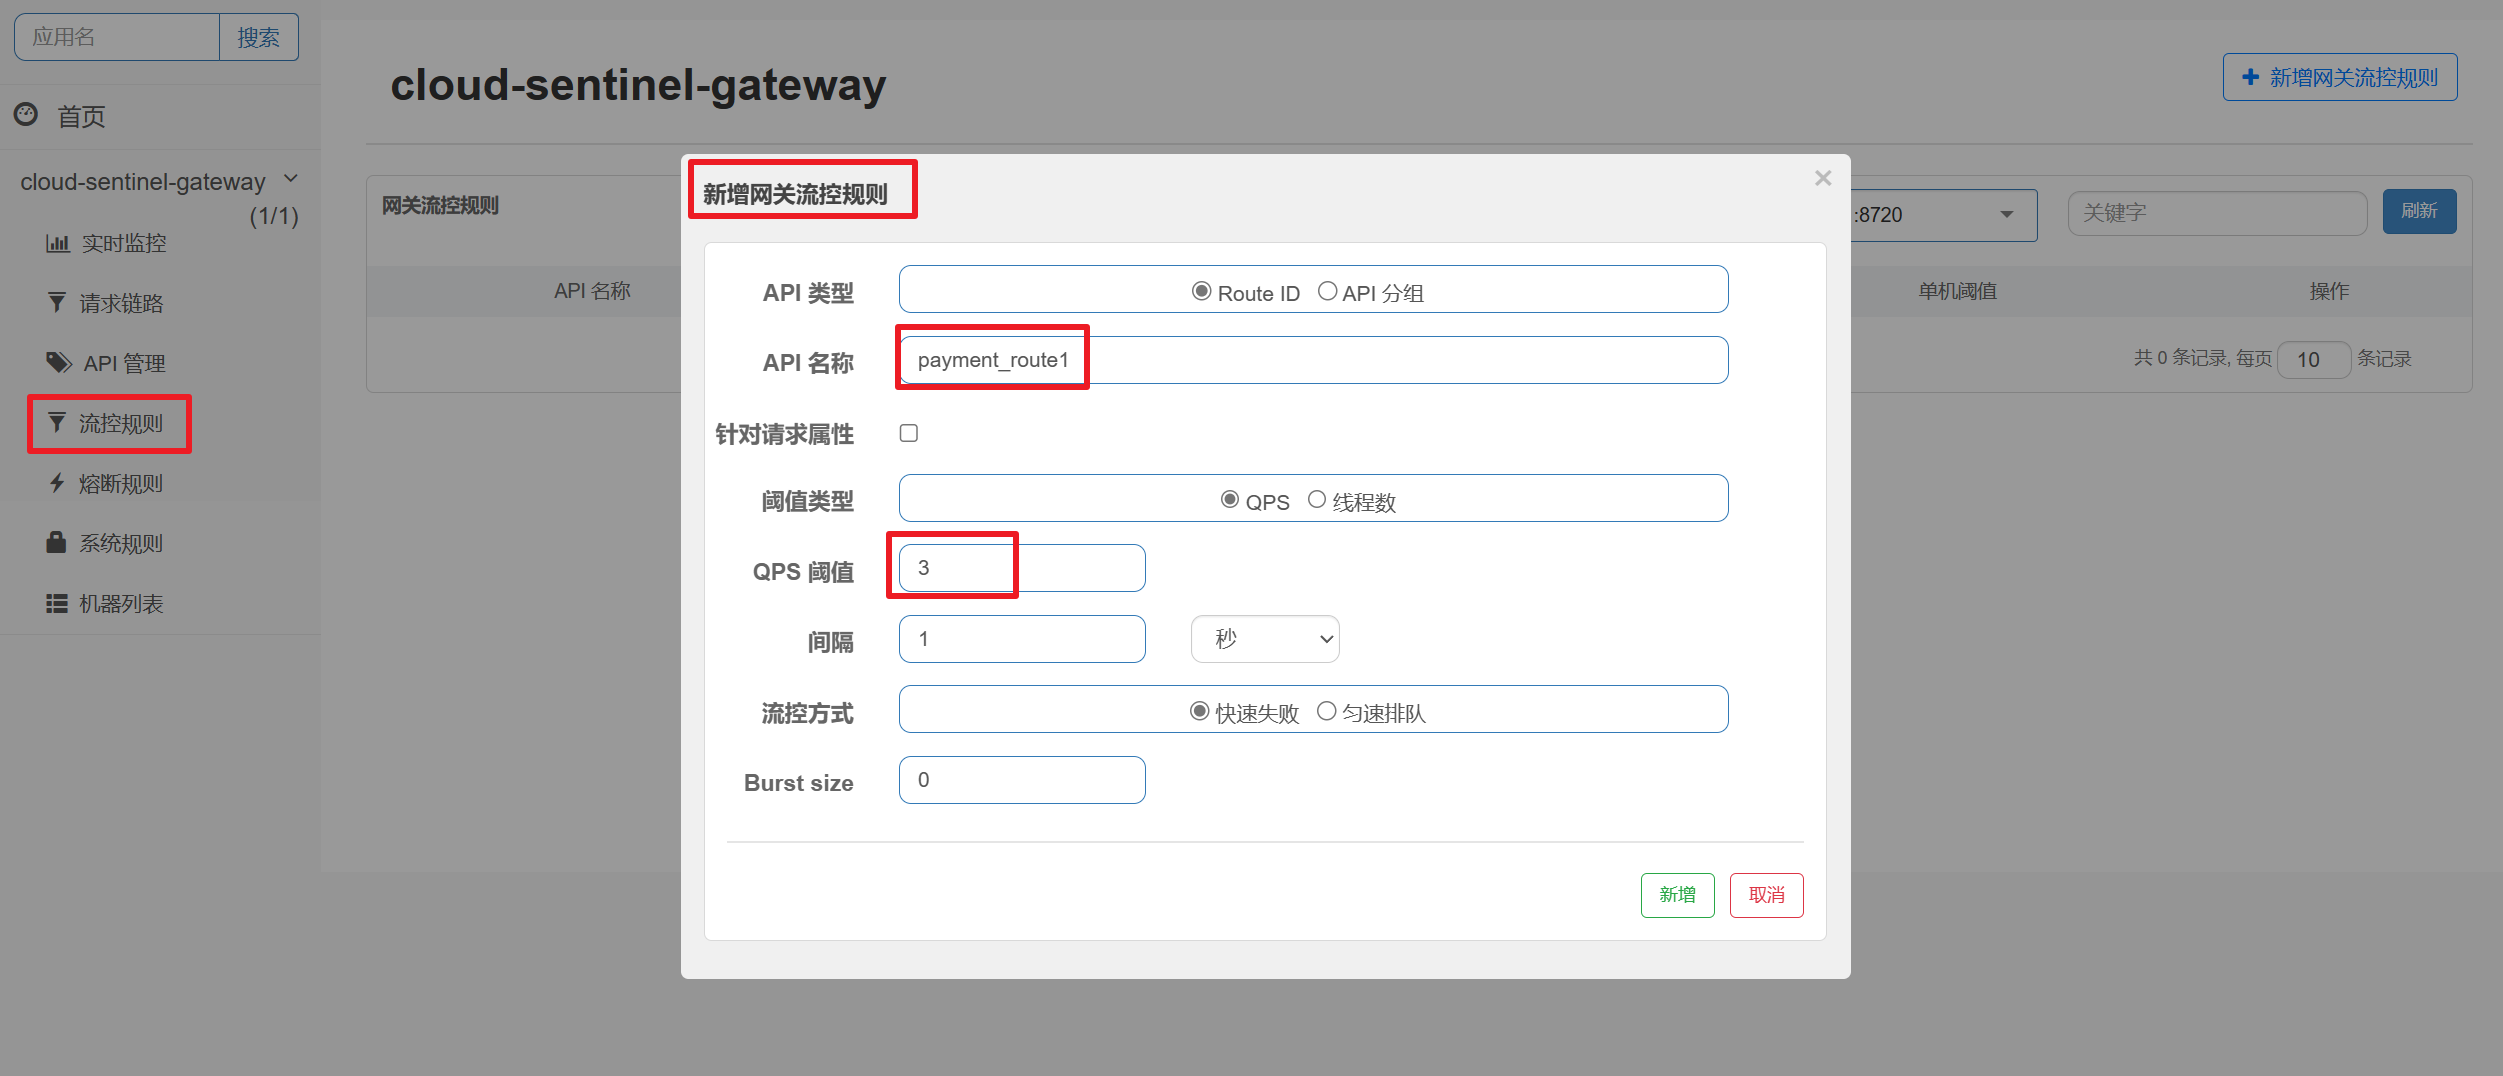 应用名
搜索
首页
cloud-sentinel-gateway
(1/1)
实时监控
请求链路
API 管理
流控规则
熔断规则
系统规则
机器列表
cloud-sentinel-gateway
新增网关流控规则
网关流控规则
:8720
关键字
刷新
API 名称
单机阈值
操作
共 0 条记录, 每页 10 条记录
新增网关流控规则
×
API 类型
Route ID API 分组
API 名称
payment_route1
针对请求属性
阈值类型
QPS 线程数
QPS 阈值
3
间隔
1 秒
流控方式
快速失败 匀速排队
Burst size
0
新增 取消